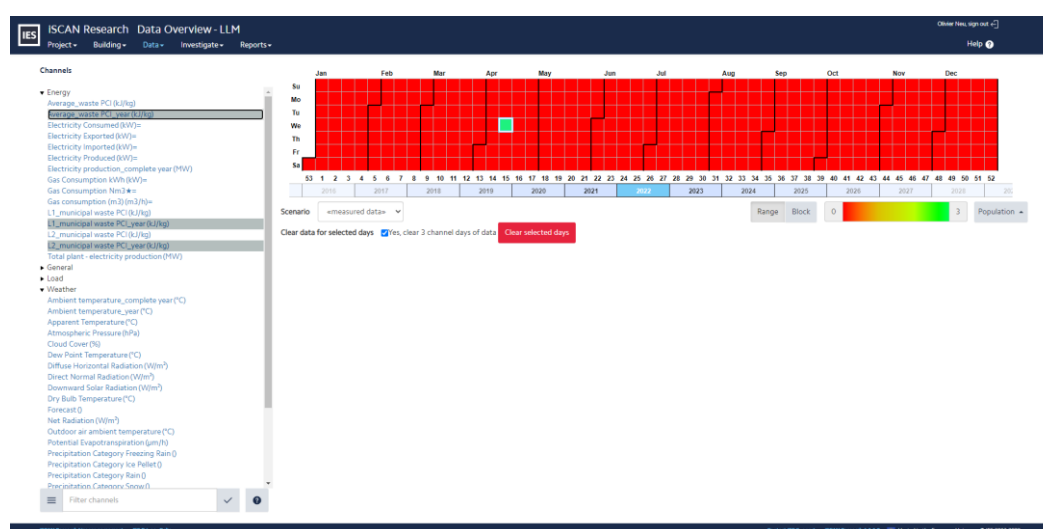 IES
ISCAN Research Data Overview - LLM
Olivier Neu, sign out
Project Building Data Investigate Reports
Help ?
Channels
Energy
Average_waste PCI (kJ/kg)
Average_waste PCI_year (kJ/kg)
Electricity Consumed (kW)=
Electricity Exported (kW)=
Electricity Imported (kW)=
Electricity Produced (kW)=
Electricity production_complete year (MW)
Gas Consumption kWh (kW)=
Gas Consumption Nm3★=
Gas consumption (m3) (m3/h)=
L1_municipal waste PCI (kJ/kg)
L1_municipal waste PCI_year (kJ/kg)
L2_municipal waste PCI (kJ/kg)
L2_municipal waste PCI_year (kJ/kg)
Total plant - electricity production (MW)
General
Load
Weather
Ambient temperature_complete year (°C)
Ambient temperature_year (°C)
Apparent Temperature (°C)
Atmospheric Pressure (hPa)
Cloud Cover (%)
Dew Point Temperature (°C)
Diffuse Horizontal Radiation (W/m²)
Direct Normal Radiation (W/m²)
Downward Solar Radiation (W/m²)
Dry Bulb Temperature (°C)
Forecast ()
Net Radiation (W/m²)
Outdoor air ambient temperature (°C)
Potential Evapotranspiration (μm/h)
Precipitation Category Freezing Rain ()
Precipitation Category Ice Pellet ()
Precipitation Category Rain ()
Precipitation Category Snow ()
Filter channels
?
Jan Feb Mar Apr May Jun Jul Aug Sep Oct Nov Dec
Su
Mo
Tu
We
Th
Fr
Sa
53 1 2 3 4 5 6 7 8 9 10 11 12 13 14 15 16 17 18 19 20 21 22 23 24 25 26 27 28 29 30 31 32 33 34 35 36 37 38 39 40 41 42 43 44 45 46 47 48 49 50 51 52
2016 2017 2018 2019 2020 2021 2022 2023 2024 2025 2026 2027 2028
Scenario «measured data» Range Block 0 3 Population
Clear data for selected days Yes, clear 3 channel days of data Clear selected days